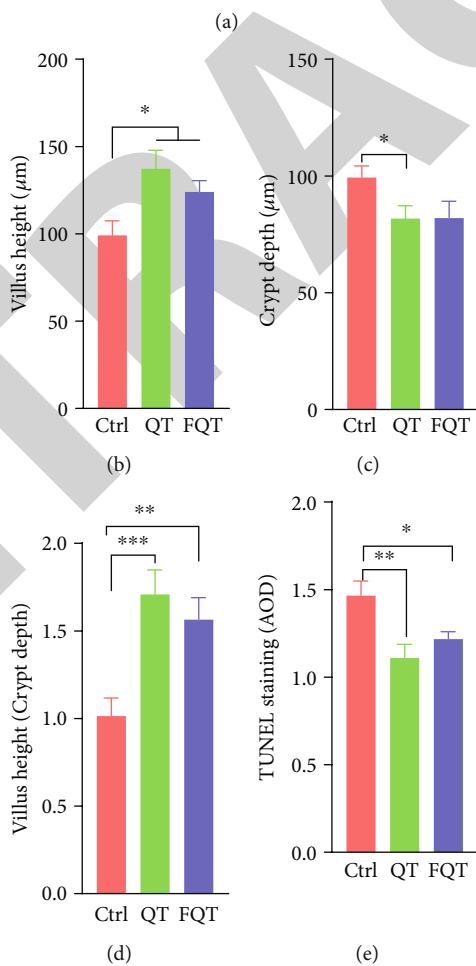 (a)
200
150
100
50
0
Villus height (μm)
*
Ctrl QT FQT
(b)
150
100
50
0
Crypt depth (μm)
*
Ctrl QT FQT
(c)
2.0
1.5
1.0
0.5
0.0
Villus height (Crypt depth)
**
***
Ctrl QT FQT
(d)
2.0
1.5
1.0
0.5
0.0
TUNEL staining (AOD)
*
**
Ctrl QT FQT
(e)